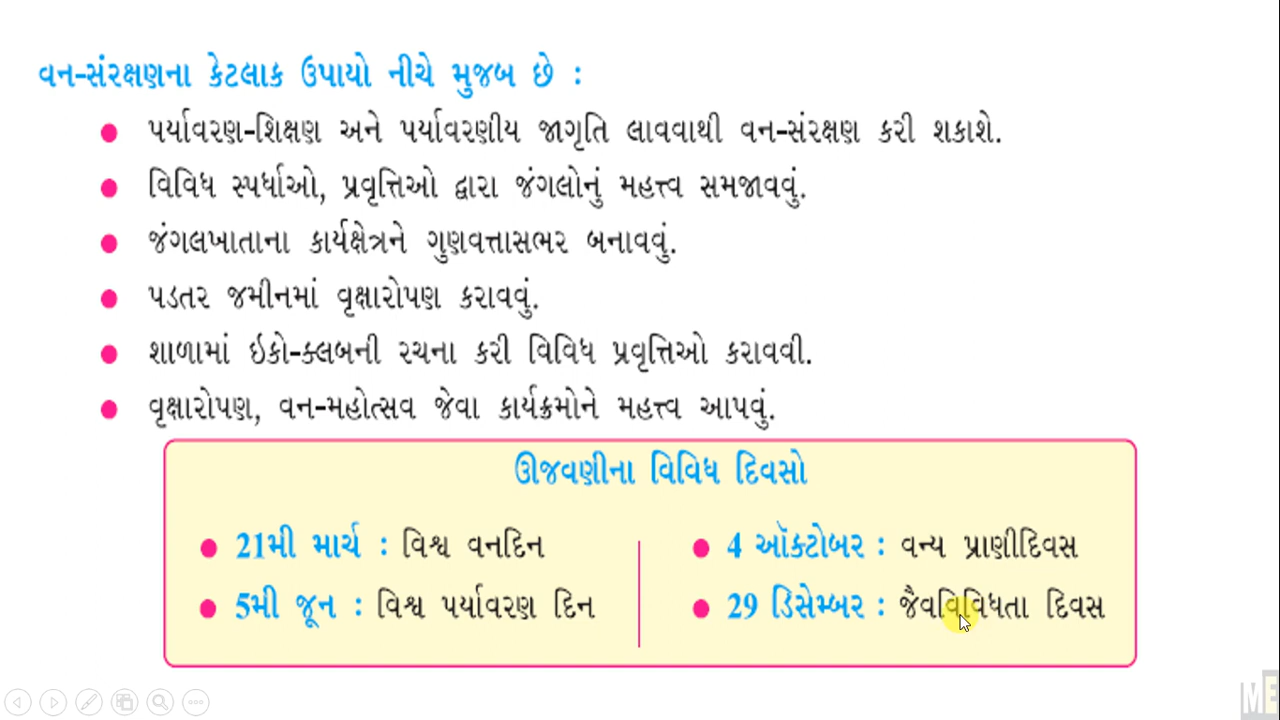 વન-સંરક્ષણના કેટલાક ઉપાયો નીચે મુજબ છે :
● પર્યાવરણ-શિક્ષણ અને પર્યાવરણીય જાગૃતિ લાવવાથી વન-સંરક્ષણ કરી શકાશે.
● વિવિધ સ્પર્ધાઓ, પ્રવૃત્તિઓ દ્વારા જંગલોનું મહત્ત્વ સમજાવવું.
● જંગલખાતાના કાર્યક્ષેત્રને ગુણવત્તાસભર બનાવવું.
● પડતર જમીનમાં વૃક્ષારોપણ કરાવવું.
● શાળામાં ઇકો-ક્લબની રચના કરી વિવિધ પ્રવૃત્તિઓ કરાવવી.
● વૃક્ષારોપણ, વન-મહોત્સવ જેવા કાર્યક્રમોને મહત્ત્વ આપવું.
ઊજવણીના વિવિધ દિવસો
● 21મી માર્ચ : વિશ્વ વનદિન
● 5મી જૂન : વિશ્વ પર્યાવરણ દિન
● 4 ઑક્ટોબર : વન્ય પ્રાણીદિવસ
● 29 ડિસેમ્બર : જૈવવિવિધતા દિવસ
ME